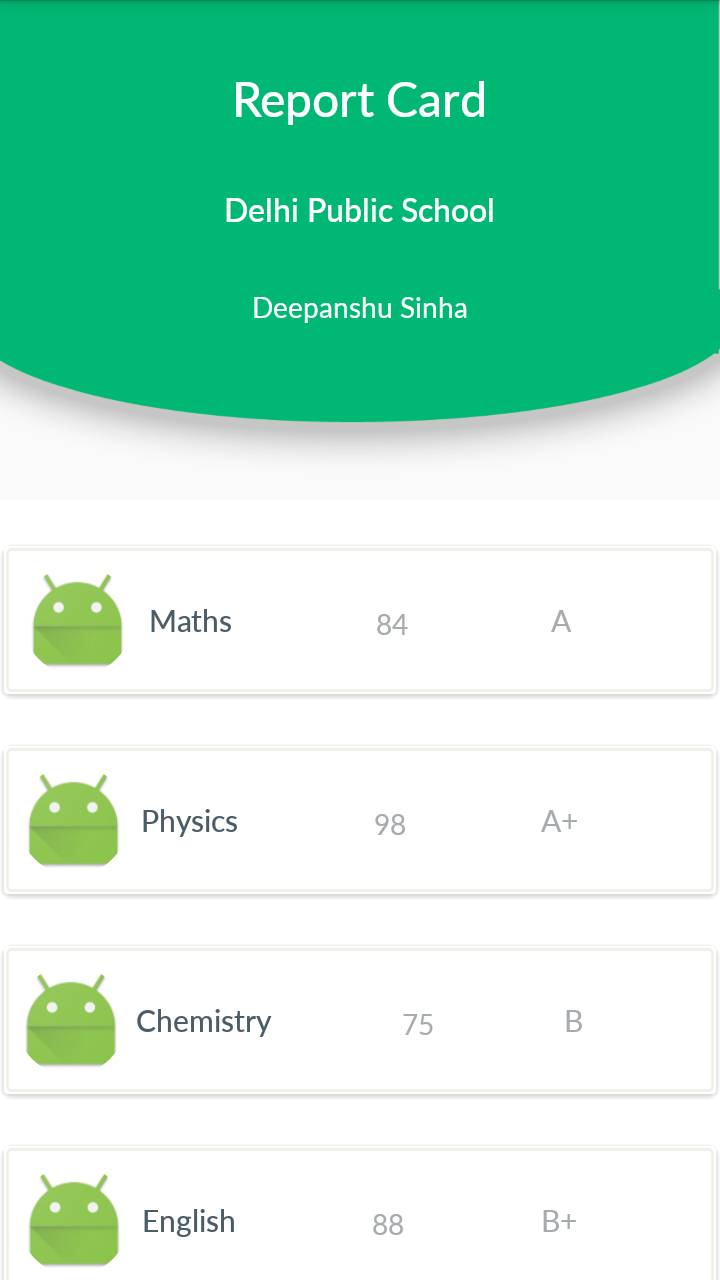 Report Card
Delhi Public School
Deepanshu Sinha
Maths 84 A
Physics 98 A+
Chemistry 75 B
English 88 B+